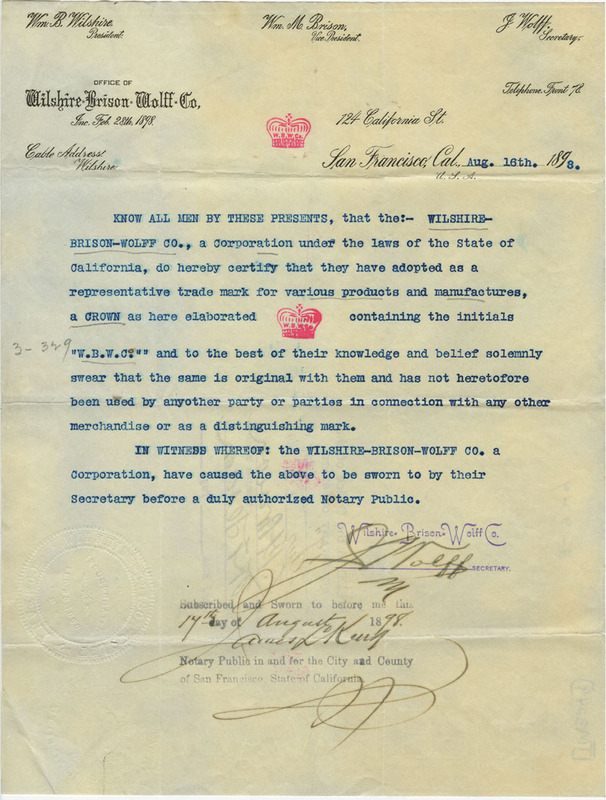 Wm. B. Wilshire, President.
Wm. M. Brison, Vice President.
J Wolff, Secretary.
OFFICE OF
Wilshire-Brison-Wolff-Co,
Inc. Feb. 28th, 1898.
Telephone Front 78.
W.B.W.Co.
124 California St.
Cable Address
Wilshire
San Francisco, Cal., Aug. 16th. 1898.
U.S.A.
KNOW ALL MEN BY THESE PRESENTS, that the:- WILSHIRE-
BRISON-WOLFF CO., a Corporation under the laws of the State of
California, do hereby certify that they have adopted as a
representative trade mark for various products and manufactures,
a CROWN as here elaborated W.B.W.Co. containing the initials
3-329
"W.B.W.Co"" and to the best of their knowledge and belief solemnly
swear that the same is original with them and has not heretofore
been used by anyother party or parties in connection with any other
merchandise or as a distinguishing mark.
IN WITNESS WHEREOF: the WILSHIRE-BRISON-WOLFF CO. a
Corporation, have caused the above to be sworn to by their
Secretary before a duly authorized Notary Public.
Wilshire-Brison-Wolff Co.
J Wolff SECRETARY.
Subscribed and Sworn to before me this
17th day of August 1898.
James L King
Notary Public in and for the City and County
of San Francisco, State of California.